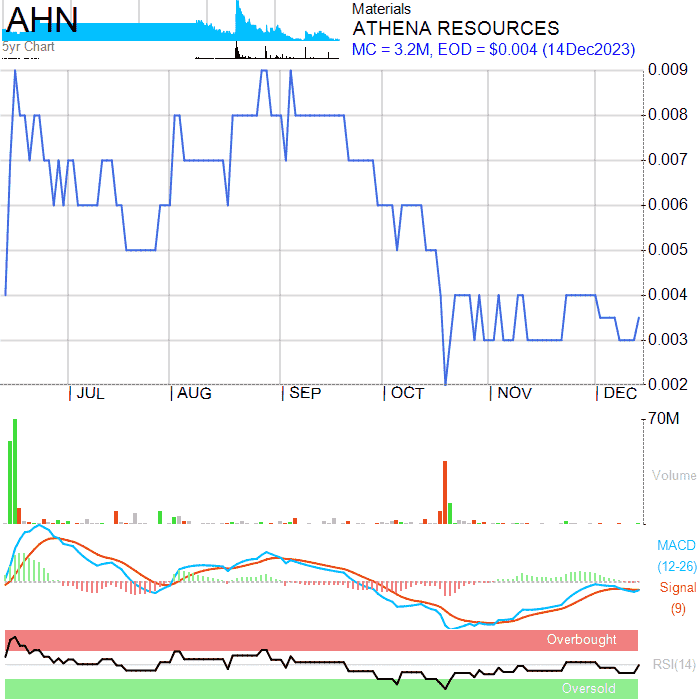 AHN
5yr Chart
Materials
ATHENA RESOURCES
MC = 3.2M, EOD = $0.004 (14Dec2023)
0.009
0.008
0.007
0.006
0.005
0.004
0.003
0.002
JUL AUG SEP OCT NOV DEC
70M
Volume
MACD
(12-26)
Signal
(9)
Overbought
RSI(14)
Oversold